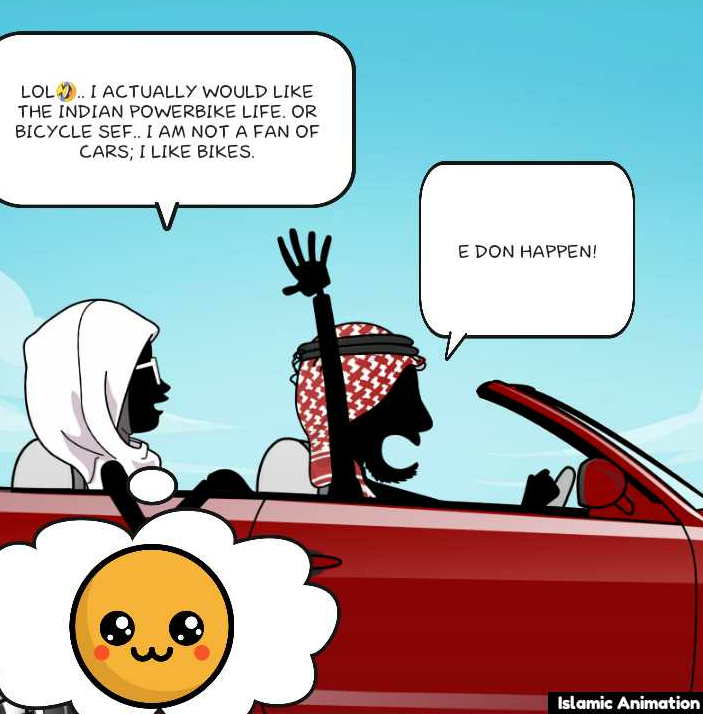 LOL🤣.. I ACTUALLY WOULD LIKE
THE INDIAN POWERBIKE LIFE. OR
BICYCLE SEF.. I AM NOT A FAN OF
CARS; I LIKE BIKES.
E DON HAPPEN!
Islamic Animation